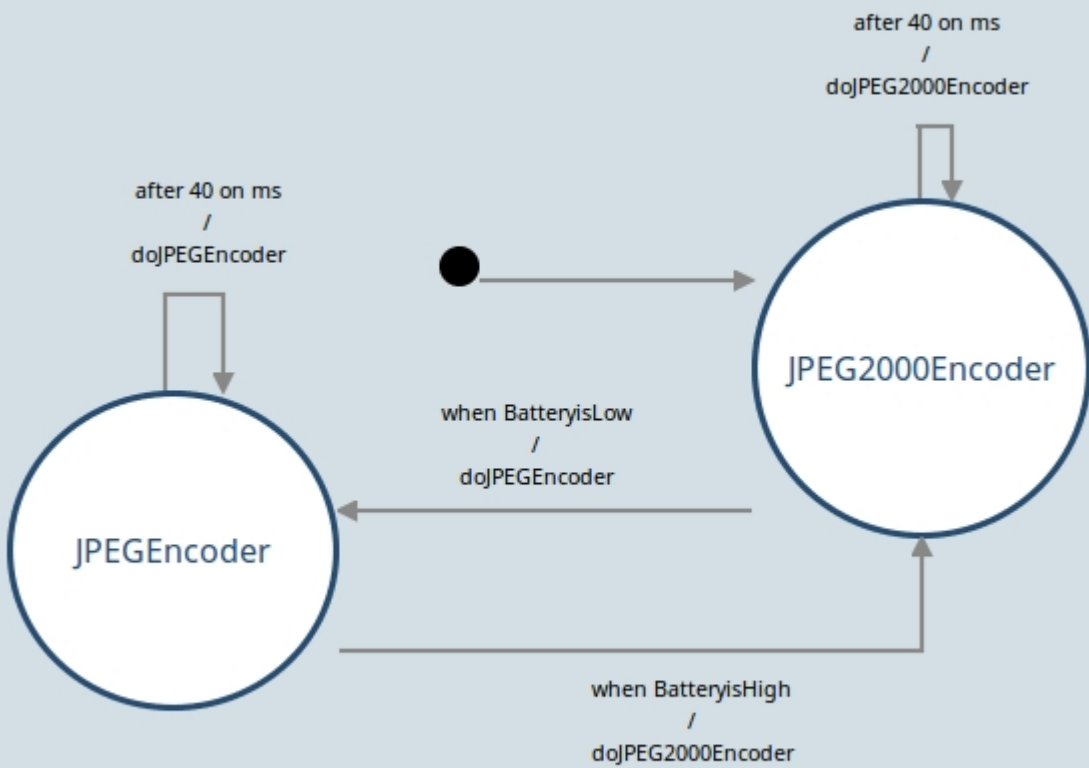 after 40 on ms
/
doJPEG2000Encoder
after 40 on ms
/
doJPEGEncoder
JPEG2000Encoder
when BatteryisLow
/
doJPEGEncoder
JPEGEncoder
when BatteryisHigh
/
doJPEG2000Encoder